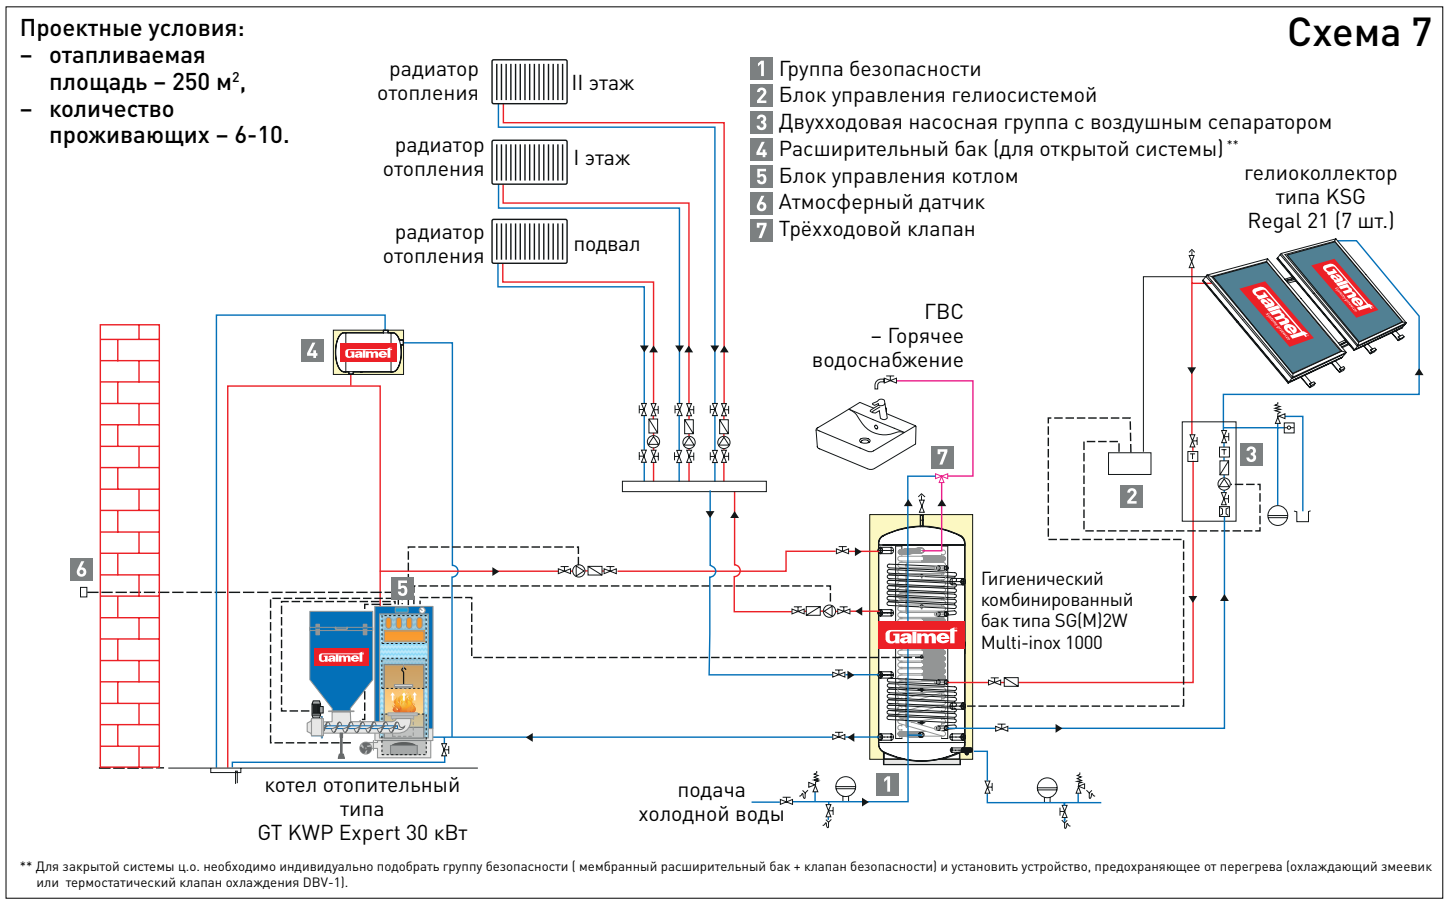 Проектные условия:
– отапливаемая
площадь – 250 м²,
– количество
проживающих – 6-10.
Схема 7
радиатор
отопления
II этаж
радиатор
отопления
I этаж
радиатор
отопления
подвал
1 Группа безопасности
2 Блок управления гелиосистемой
3 Двухходовая насосная группа с воздушным сепаратором
4 Расширительный бак (для открытой системы) **
5 Блок управления котлом
6 Атмосферный датчик
7 Трёхходовой клапан
гелиоколлектор
типа KSG
Regal 21 (7 шт.)
Galmet
Galmet
ГВС
– Горячее
водоснабжение
4
Galmet
7
3
2
T
T
6
5
Galmet
Galmet
Гигиенический
комбинированный
бак типа SG(M)2W
Multi-inox 1000
1
подача
холодной воды
котел отопительный
типа
GT KWP Expert 30 кВт
** Для закрытой системы ц.о. необходимо индивидуально подобрать группу безопасности ( мембранный расширительный бак + клапан безопасности) и установить устройство, предохраняющее от перегрева (охлаждающий змеевик
или термостатический клапан охлаждения DBV-1).